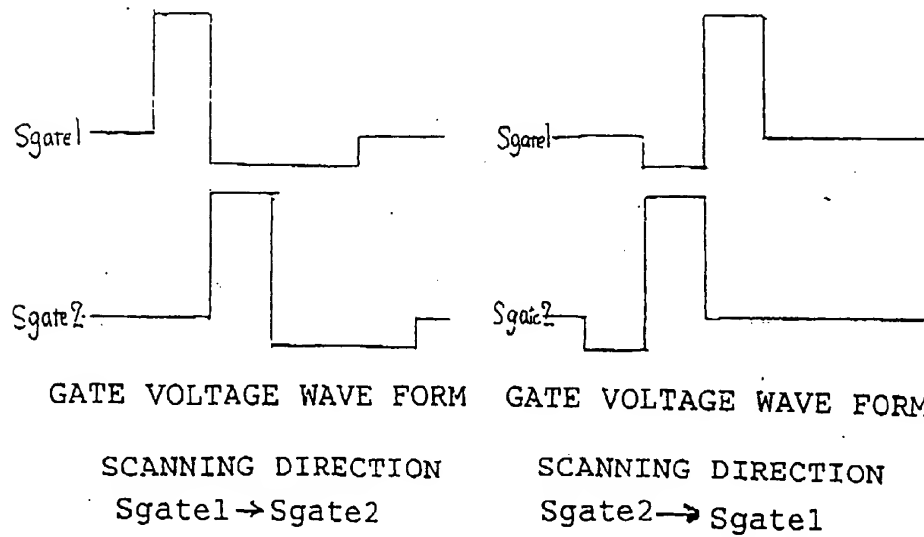 Sgate1
Sgate1
Sgate2
Sgate2
GATE VOLTAGE WAVE FORM
GATE VOLTAGE WAVE FORM
SCANNING DIRECTION
SCANNING DIRECTION
Sgate1→Sgate2
Sgate2→Sgate1